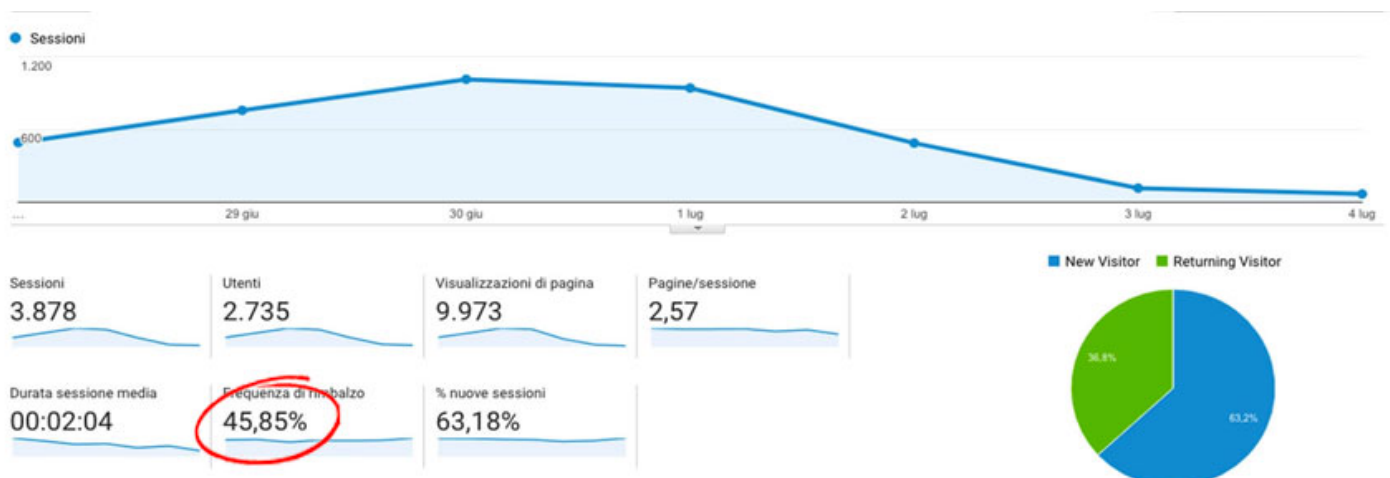 Sessioni
1.200
600
...
29 giu
30 giu
1 lug
2 lug
3 lug
4 lug
New Visitor
Returning Visitor
Sessioni
Utenti
Visualizzazioni di pagina
Pagine/sessione
3.878
2.735
9.973
2,57
36,8%
63,2%
Durata sessione media
Frequenza di rimbalzo
% nuove sessioni
00:02:04
45,85%
63,18%